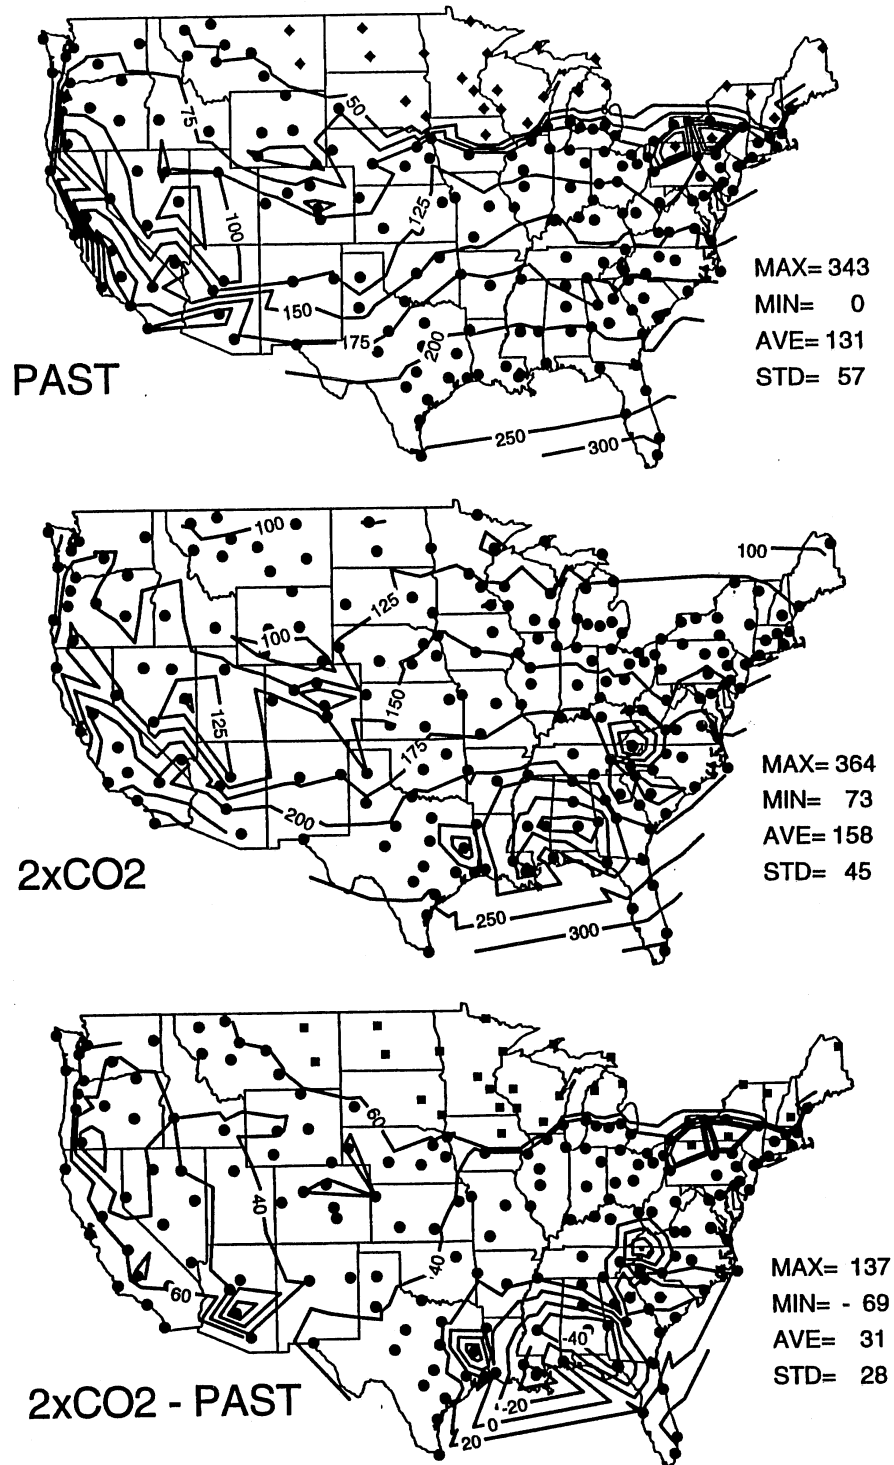 75
50
125
100
150
175
200
MAX= 343
MIN= 0
AVE= 131
STD= 57
PAST
250
300
100
100
125
100
150
125
175
200
MAX= 364
MIN= 73
AVE= 158
STD= 45
2xCO2
250
300
60
40
40
60
MAX= 137
MIN= - 69
AVE= 31
STD= 28
-40
2xCO2 - PAST
-20
0
20